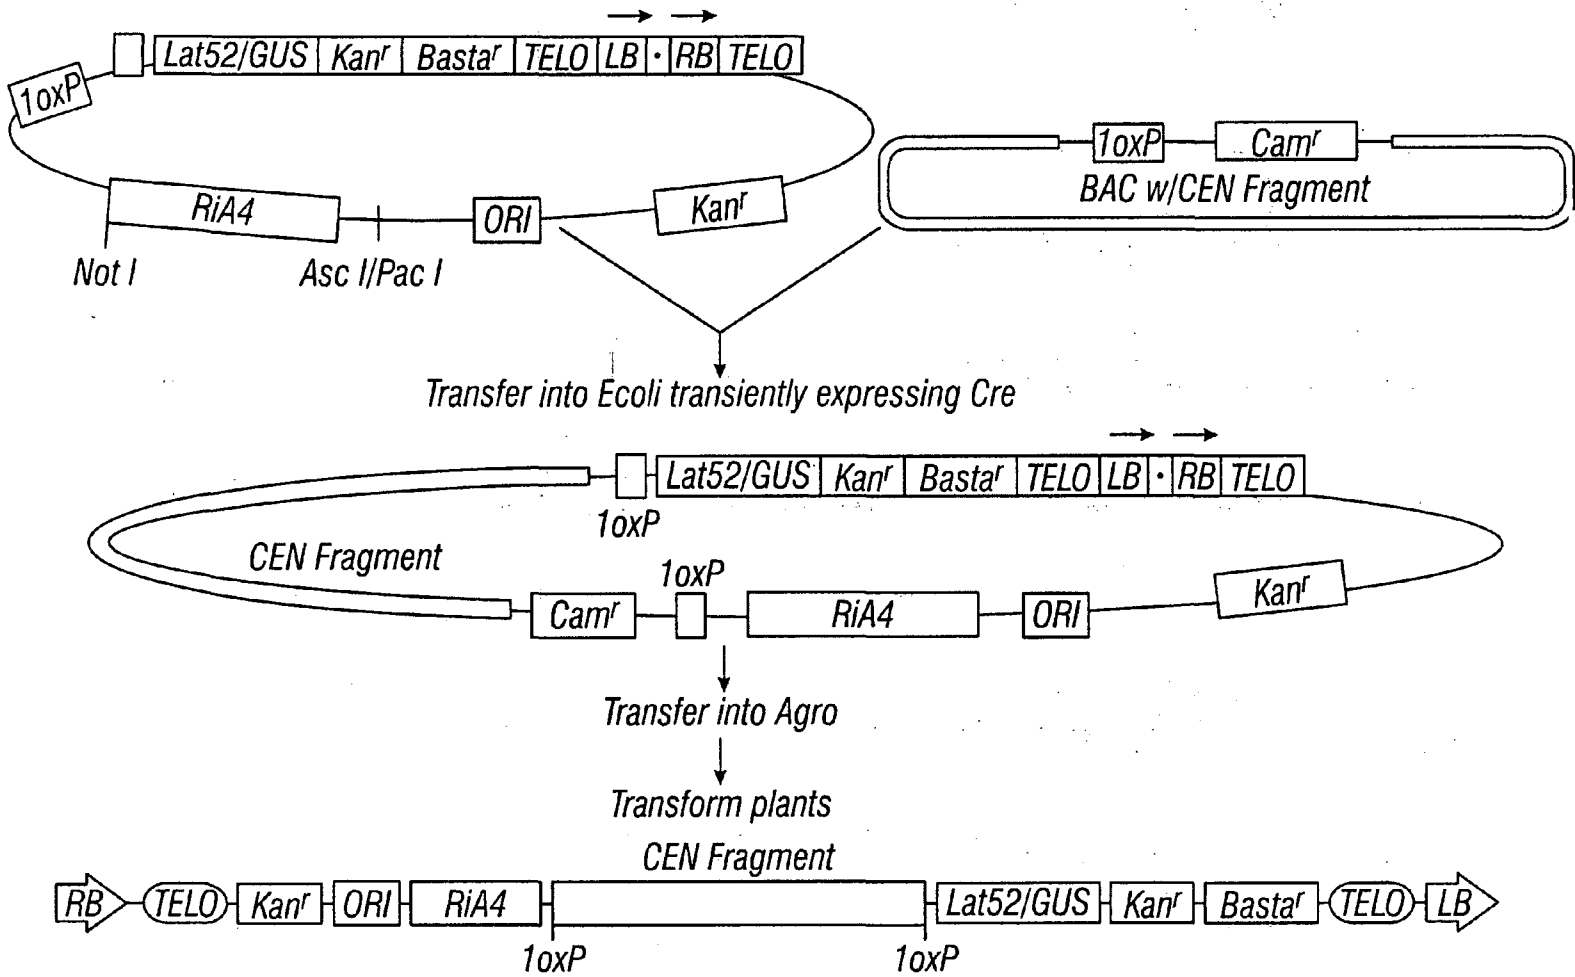 Lat52/GUS Kanʳ Bastaʳ TELO LB · RB TELO
1oxP
1oxP Camʳ
BAC w/CEN Fragment
RiA4 ORI Kanʳ
Not I Asc I/Pac I
Transfer into Ecoli transiently expressing Cre
Lat52/GUS Kanʳ Bastaʳ TELO LB · RB TELO
1oxP
CEN Fragment
1oxP
Camʳ RiA4 ORI Kanʳ
Transfer into Agro
Transform plants
CEN Fragment
RB TELO Kanʳ ORI RiA4 Lat52/GUS Kanʳ Bastaʳ TELO LB
1oxP 1oxP